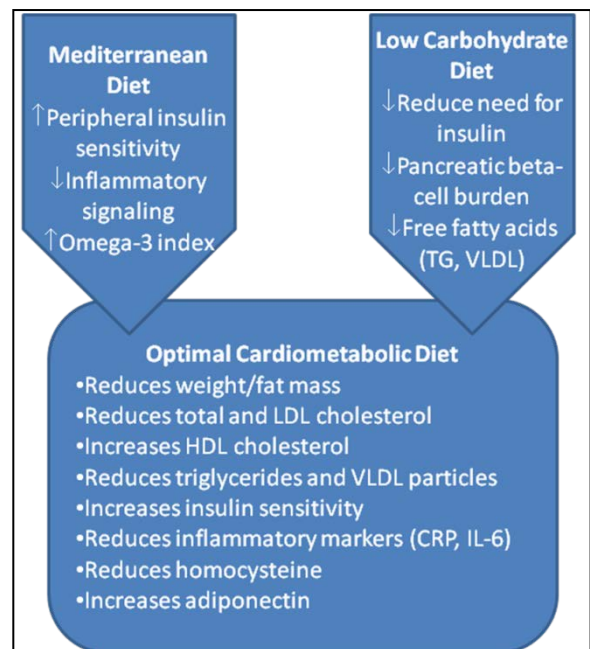 Mediterranean
Diet
↑Peripheral insulin
sensitivity
↓Inflammatory
signaling
↑Omega-3 index
Low Carbohydrate
Diet
↓Reduce need for
insulin
↓Pancreatic beta-
cell burden
↓Free fatty acids
(TG, VLDL)
Optimal Cardiometabolic Diet
•Reduces weight/fat mass
•Reduces total and LDL cholesterol
•Increases HDL cholesterol
•Reduces triglycerides and VLDL particles
•Increases insulin sensitivity
•Reduces inflammatory markers (CRP, IL-6)
•Reduces homocysteine
•Increases adiponectin